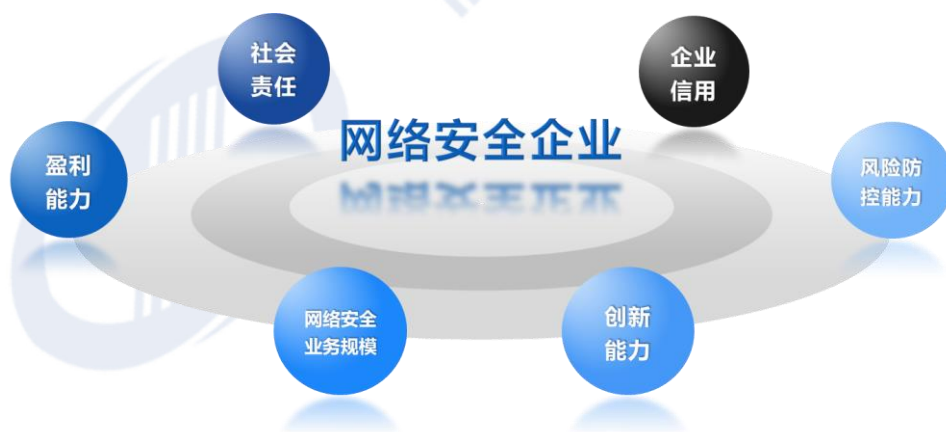 社会
责任
企业
信用
网络安全企业
盈利
能力
风险防
控能力
网络安全
业务规模
创新
能力